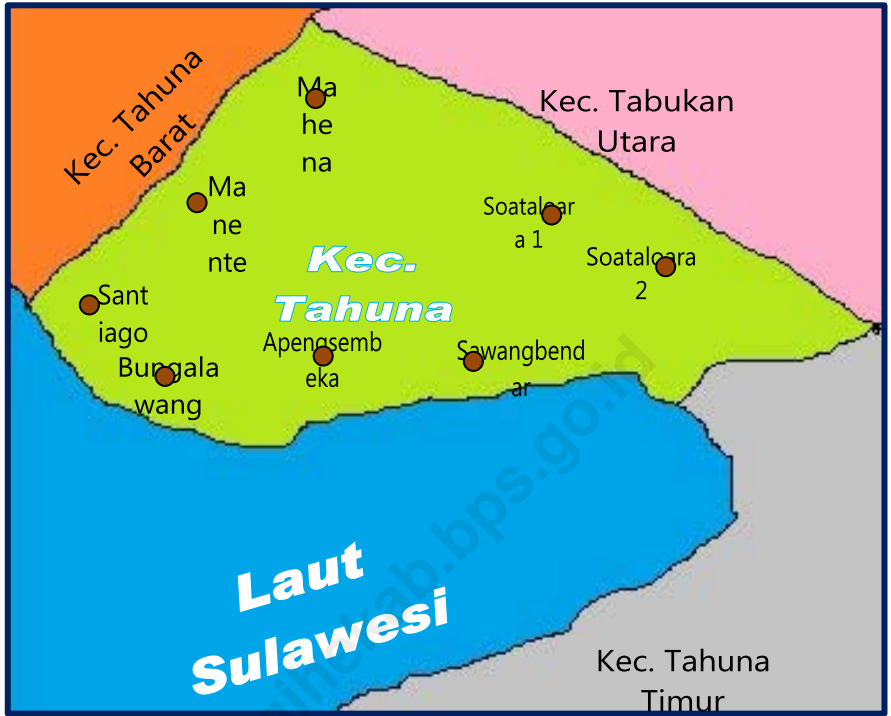 Kec. Tahuna
Barat
Ma
he
na
Kec. Tabukan
Utara
Ma
ne
nte
Soataloar
a 1
Soataloara
2
Kec.
Tahuna
Sant
iago
Bungala
wang
Apengsemb
eka
Sawangbend
ar
Laut
Sulawesi
Kec. Tahuna
Timur